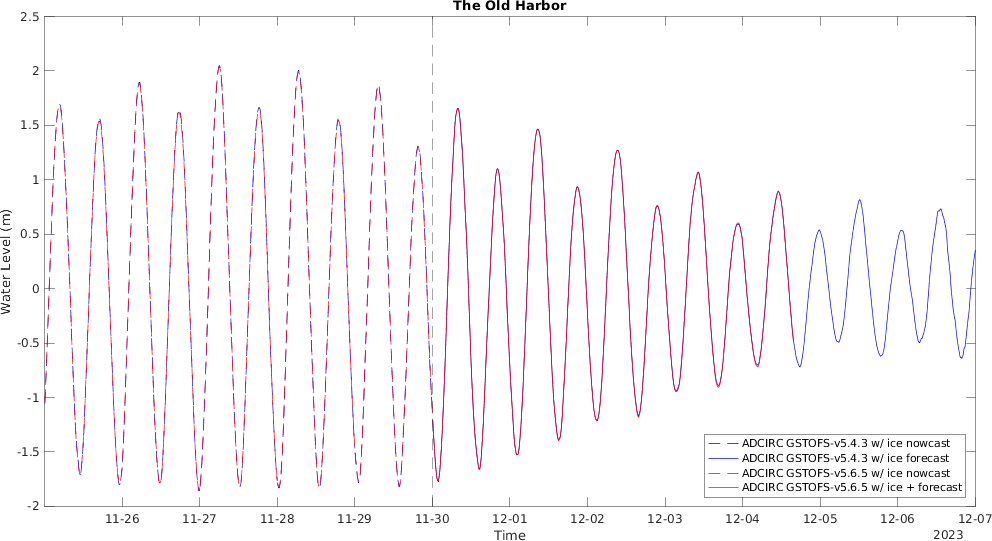 The Old Harbor
2.5
2
1.5
1
0.5
0
-0.5
-1
-1.5
-2
Water Level (m)
ADCIRC GSTOFS-v5.4.3 w/ ice nowcast
ADCIRC GSTOFS-v5.4.3 w/ ice forecast
ADCIRC GSTOFS-v5.6.5 w/ ice nowcast
ADCIRC GSTOFS-v5.6.5 w/ ice + forecast
11-26 11-27 11-28 11-29 11-30 12-01 12-02 12-03 12-04 12-05 12-06 12-07
Time 2023